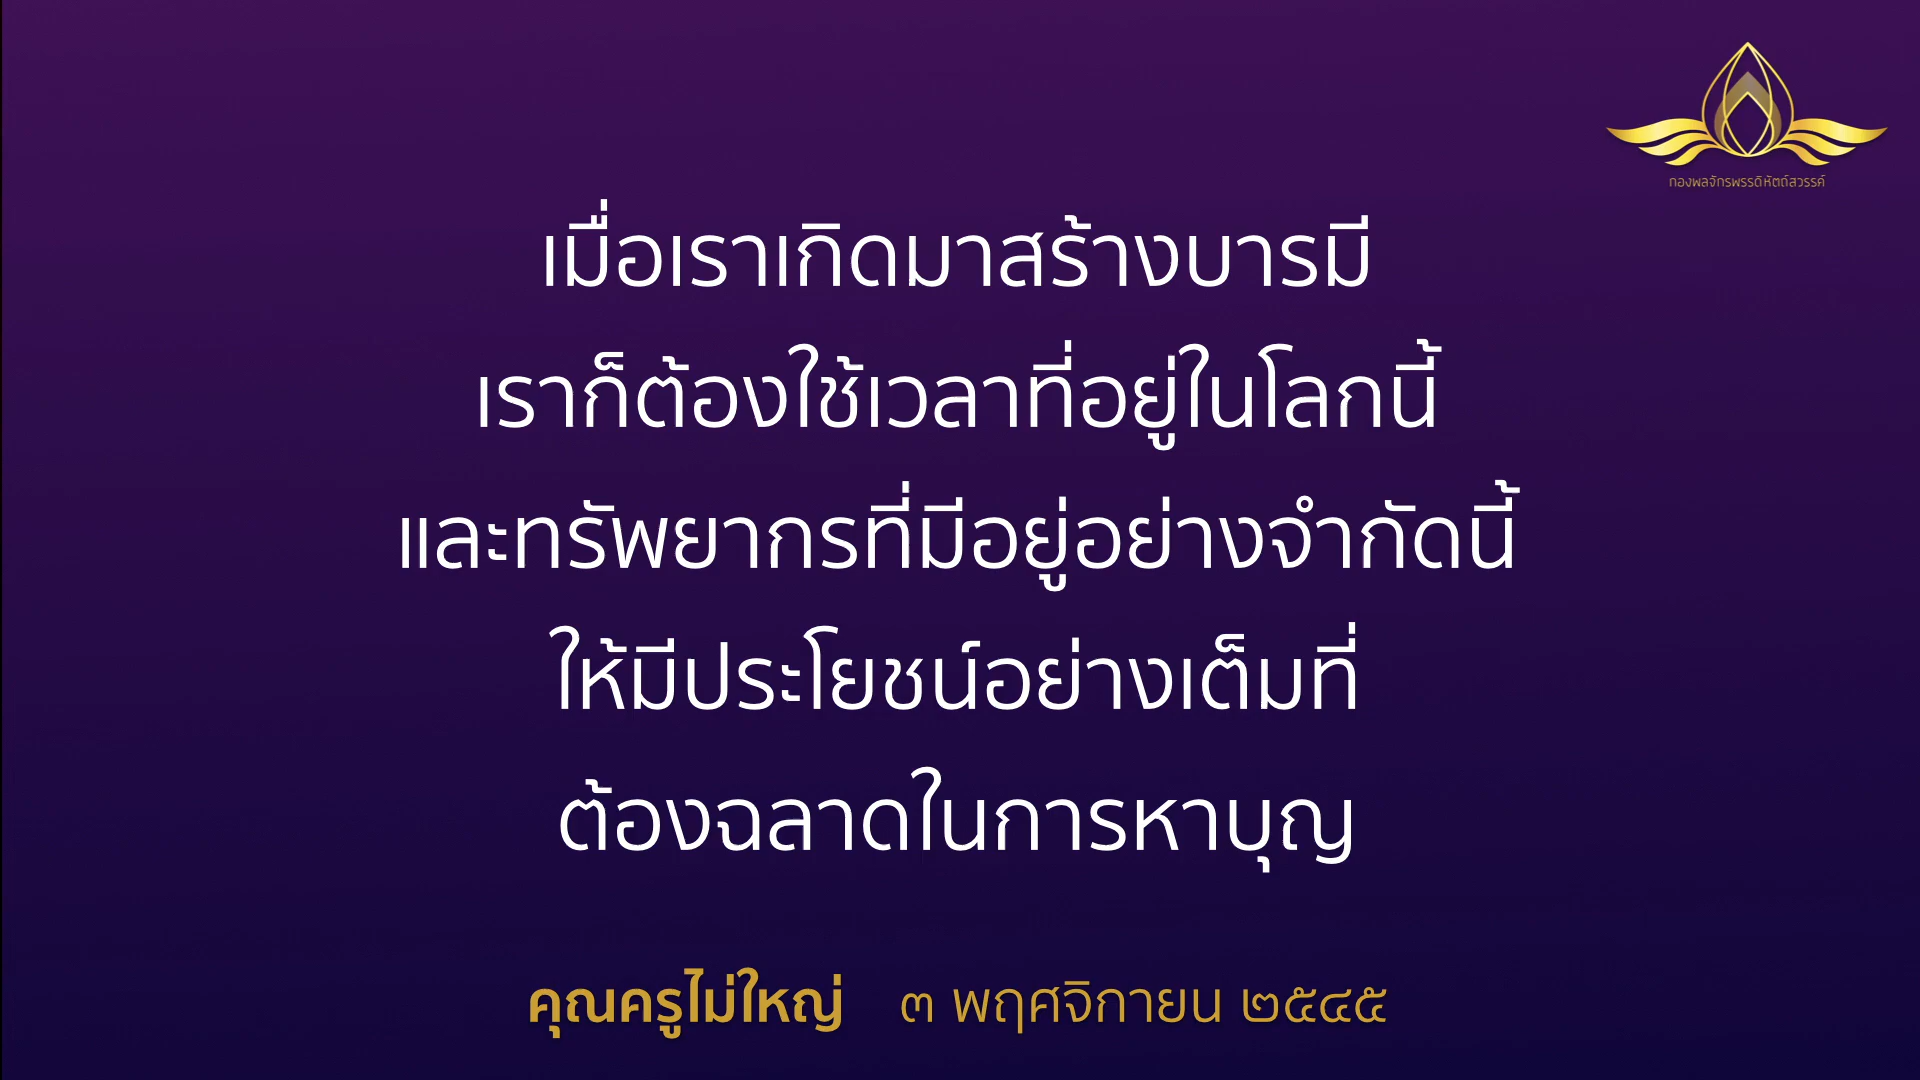 กองพลจักรพรรดิหัตถ์สวรรค์
เมื่อเราเกิดมาสร้างบารมี
เราก็ต้องใช้เวลาที่อยู่ในโลกนี้
และทรัพยากรที่มีอยู่อย่างจำกัดนี้
ให้มีประโยชน์อย่างเต็มที่
ต้องฉลาดในการหาบุญ
คุณครูไม่ใหญ่ ๓ พฤศจิกายน ๒๕๔๕